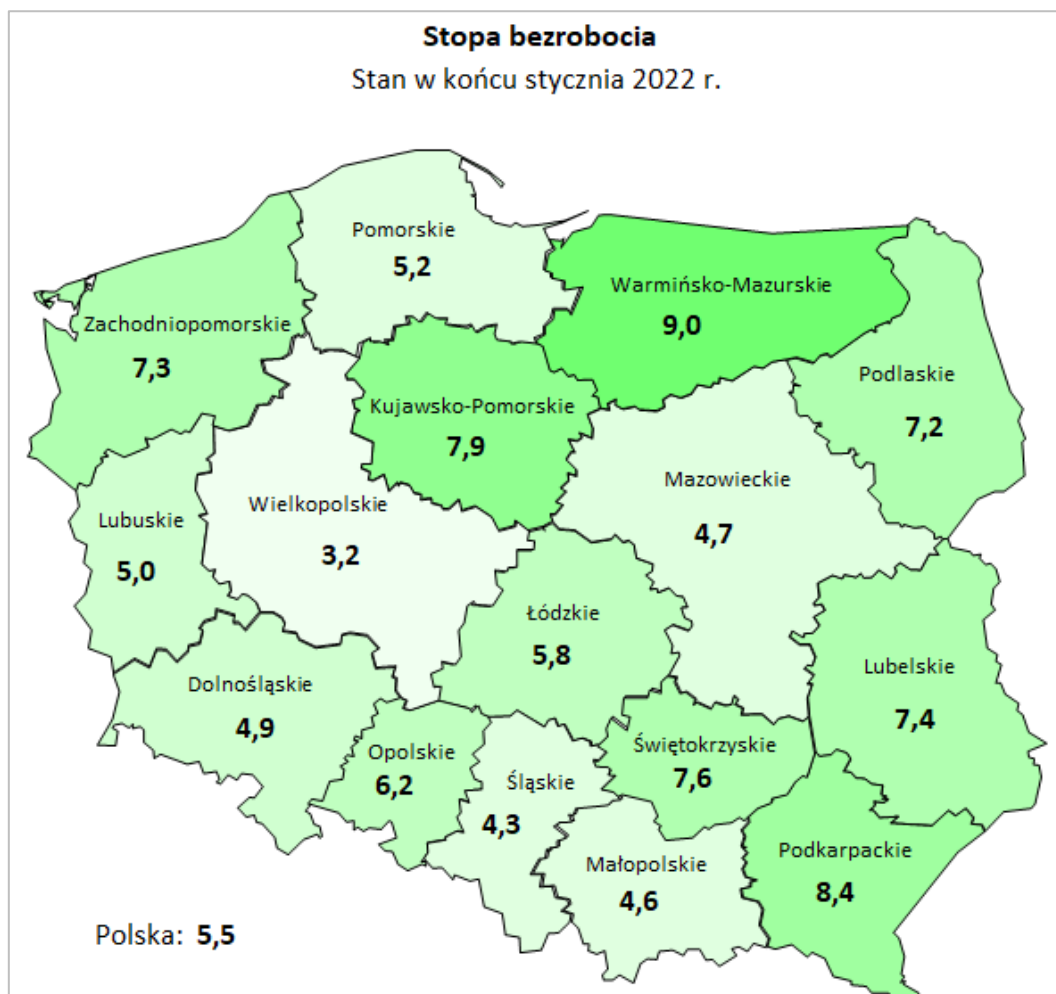 Stopa bezrobocia
Stan w końcu stycznia 2022 r.
Pomorskie
5,2
Warmińsko-Mazurskie
9,0
Zachodniopomorskie
7,3
Podlaskie
7,2
Kujawsko-Pomorskie
7,9
Mazowieckie
4,7
Wielkopolskie
3,2
Lubuskie
5,0
Łódzkie
5,8
Lubelskie
7,4
Dolnośląskie
4,9
Opolskie
6,2
Śląskie
4,3
Świętokrzyskie
7,6
Małopolskie
4,6
Podkarpackie
8,4
Polska: 5,5